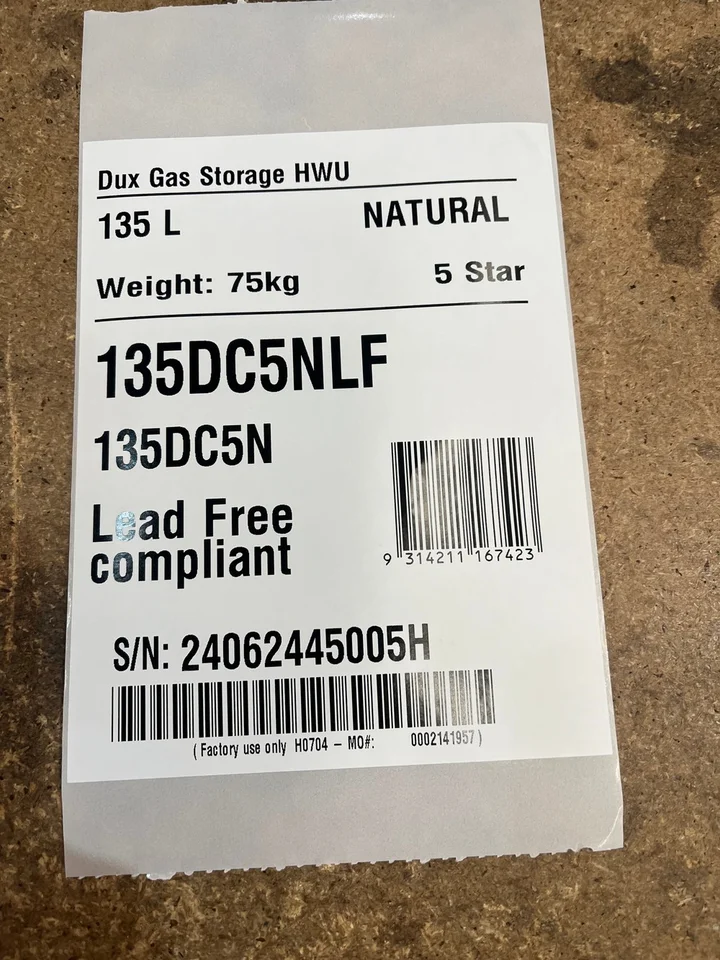 Dux Gas Storage HWU
135 L NATURAL
Weight: 75kg 5 Star
135DC5NLF
135DC5N
Lead Free
compliant
9 314211 167423
S/N: 24062445005H
( Factory use only H0704 – MO#: 0002141957 )